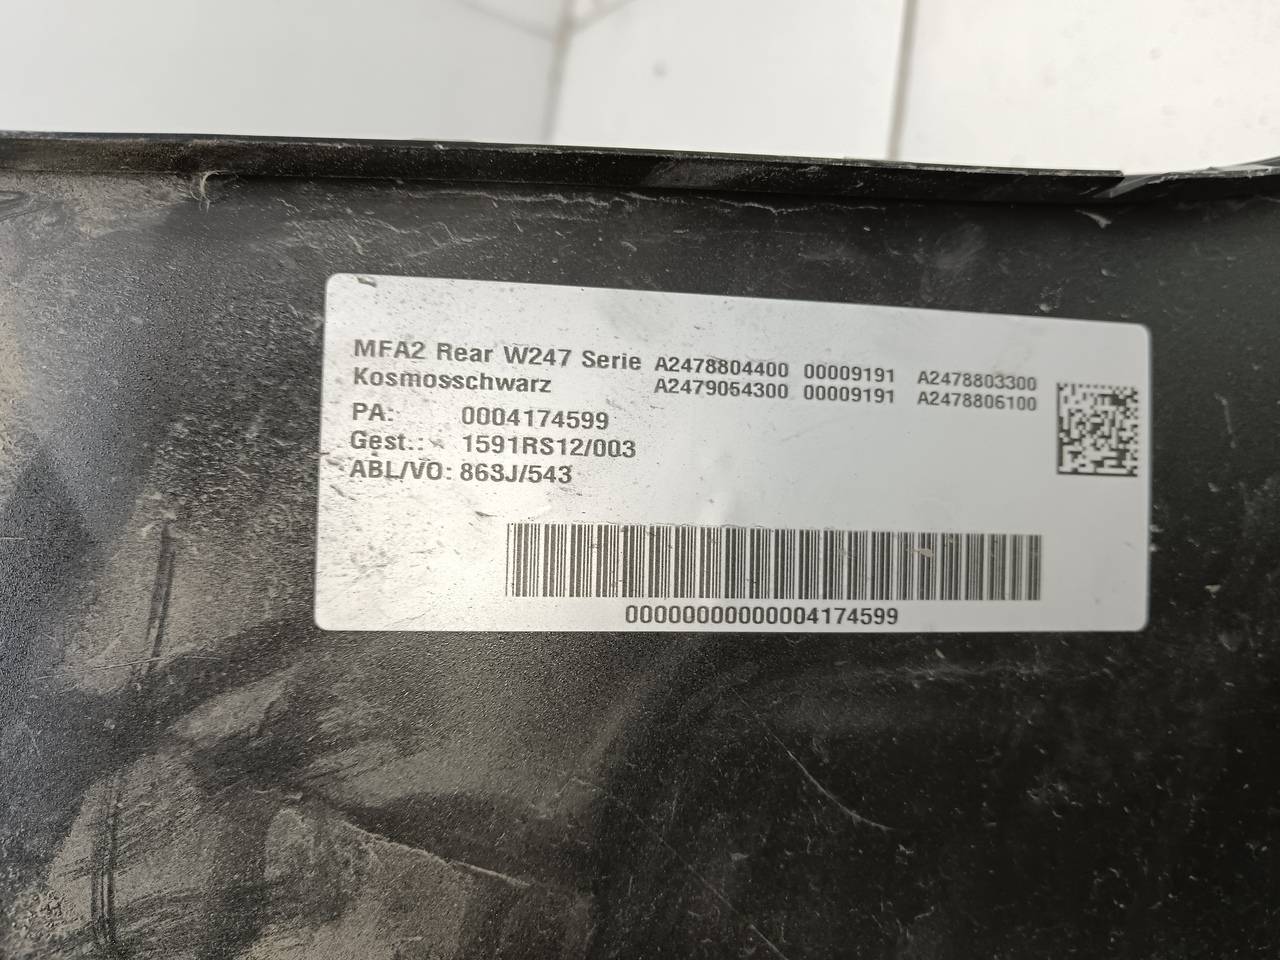 MFA2 Rear W247 Serie A2478804400 00009191 A2478803300
Kosmosschwarz A2479054300 00009191 A2478806100
PA: 0004174599
Gest.: 1591RS12/003
ABL/VO: 863J/543
00000000000004174599